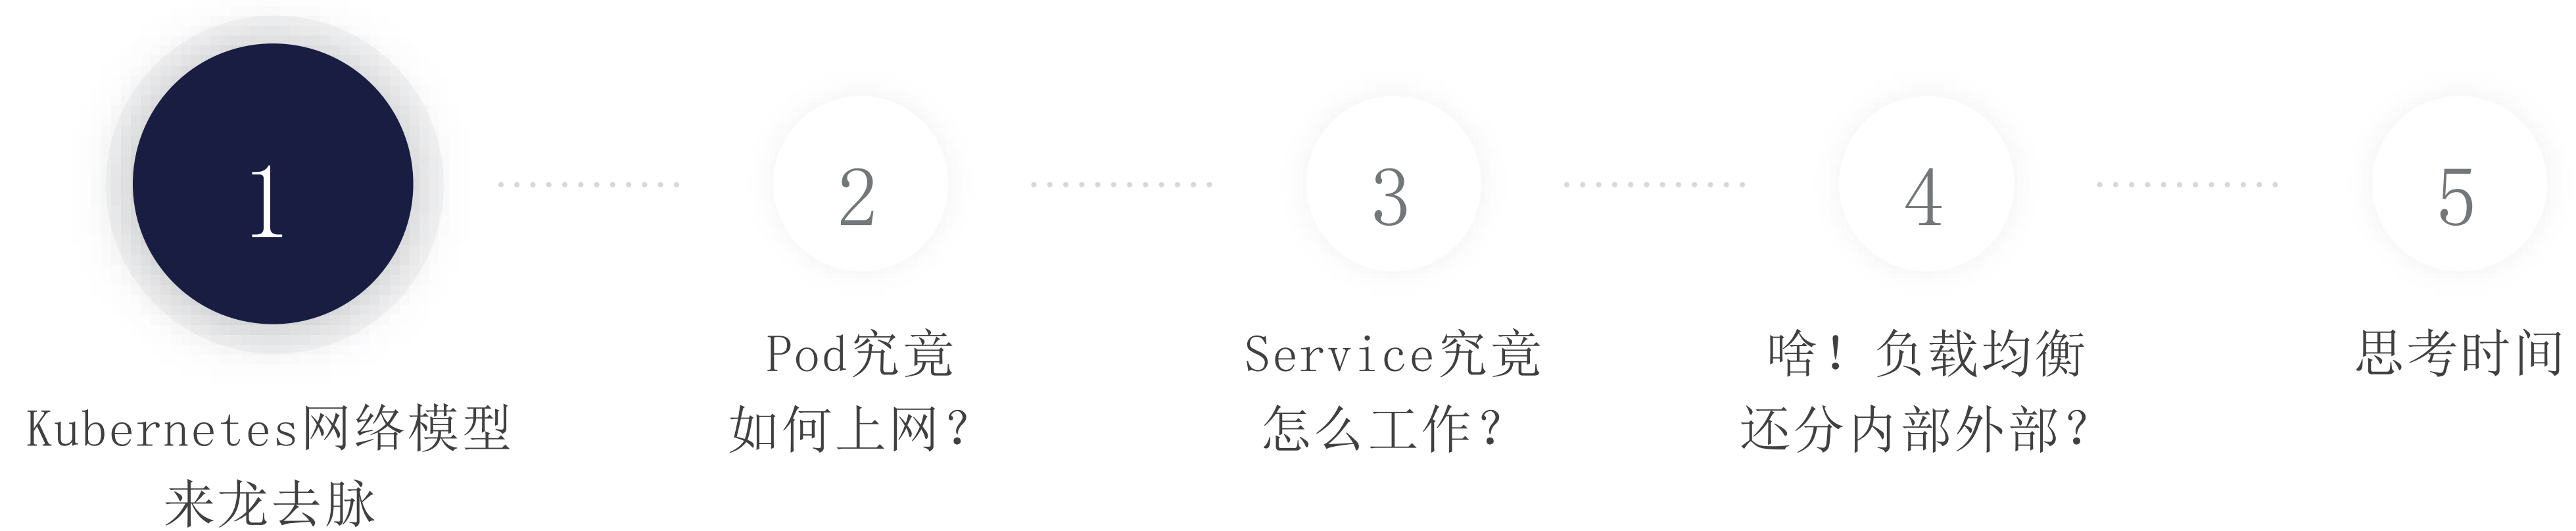 1
Kubernetes网络模型
来龙去脉
2
Pod究竟
如何上网？
3
Service究竟
怎么工作？
4
啥！负载均衡
还分内部外部？
5
思考时间